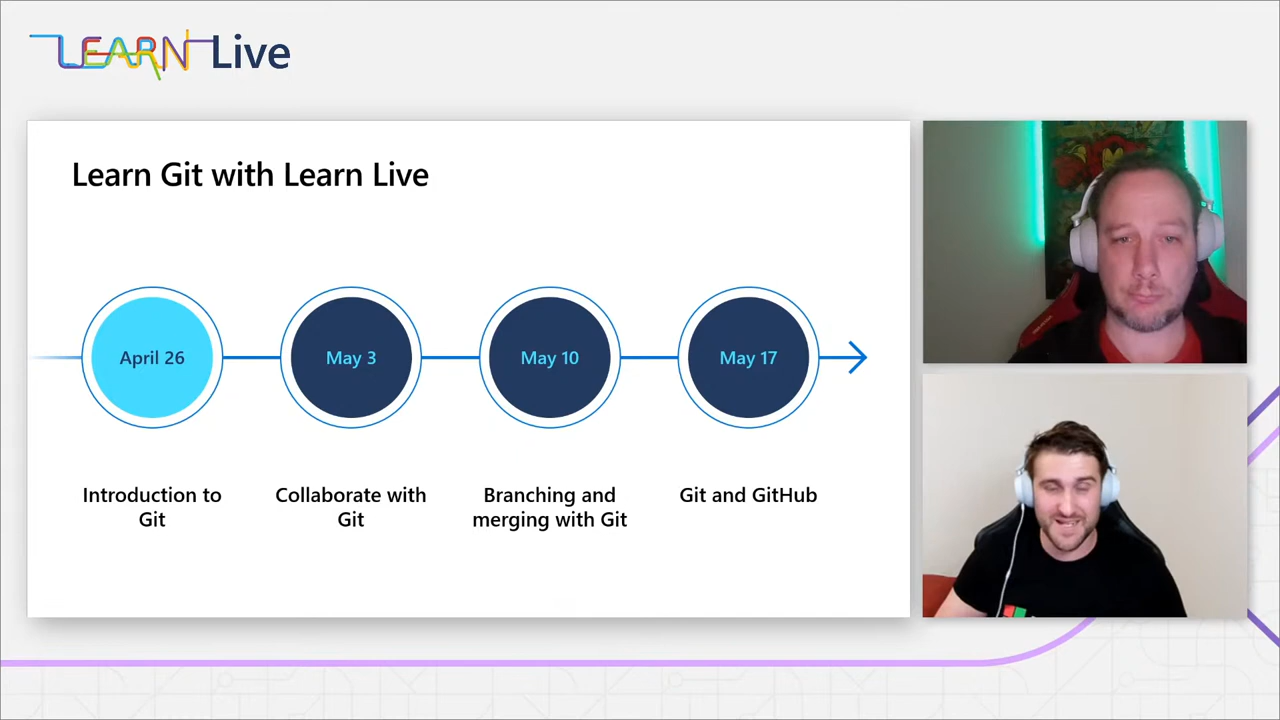 LEARN Live
Learn Git with Learn Live
April 26
May 3
May 10
May 17
Introduction to
Git
Collaborate with
Git
Branching and
merging with Git
Git and GitHub